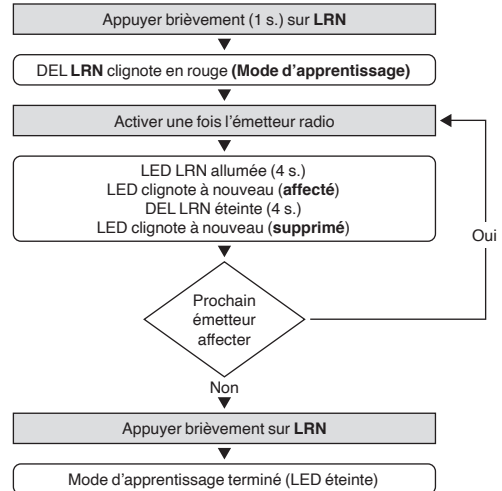 Appuyer brièvement (1 s.) sur LRN
DEL LRN clignote en rouge (Mode d'apprentissage)
Activer une fois l'émetteur radio
LED LRN allumée (4 s.)
LED clignote à nouveau (affecté)
DEL LRN éteinte (4 s.)
LED clignote à nouveau (supprimé)
Oui
Prochain
émetteur
affecter
Non
Appuyer brièvement sur LRN
Mode d'apprentissage terminé (LED éteinte)